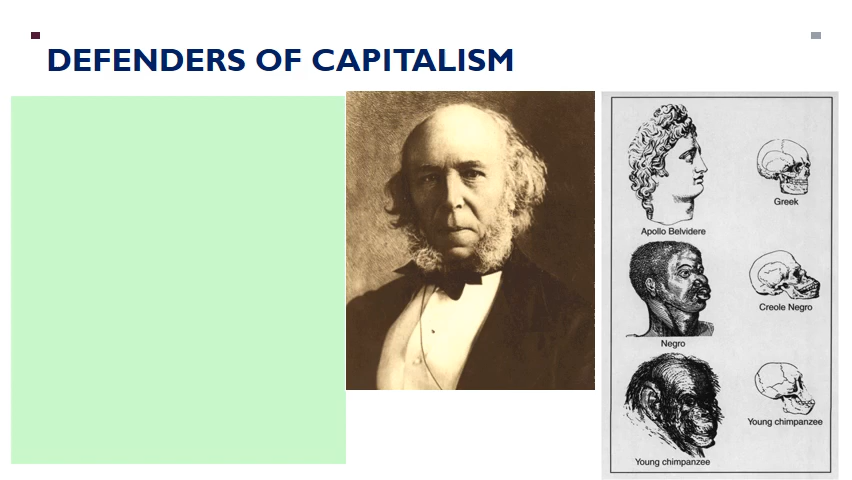 DEFENDERS OF CAPITALISM
Greek
Apollo Belvidere
Creole Negro
Negro
Young chimpanzee
Young chimpanzee